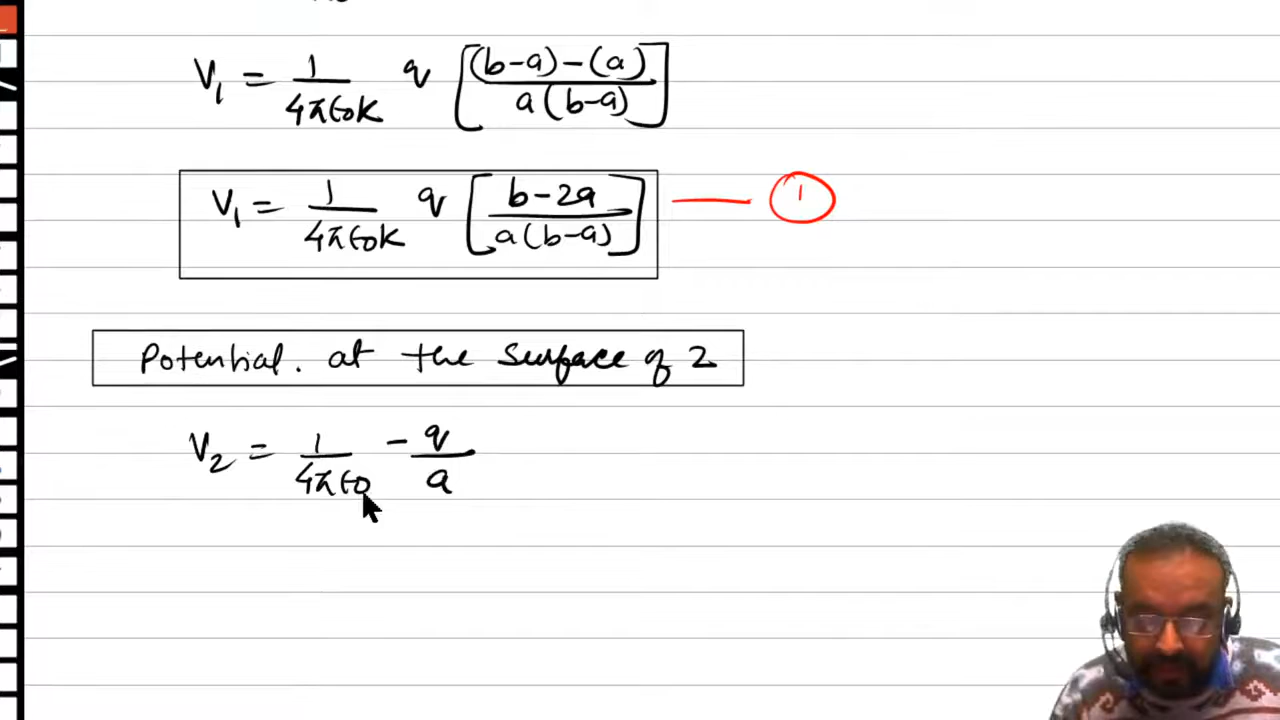 V₁ = 1/4πϵ₀k q [(b-a)-(a)/a(b-a)]
V₁ = 1/4πϵ₀k q [b-2a/a(b-a)] — 1
Potential. at the surface of 2
V₂ = 1/4πϵ₀ -q/a